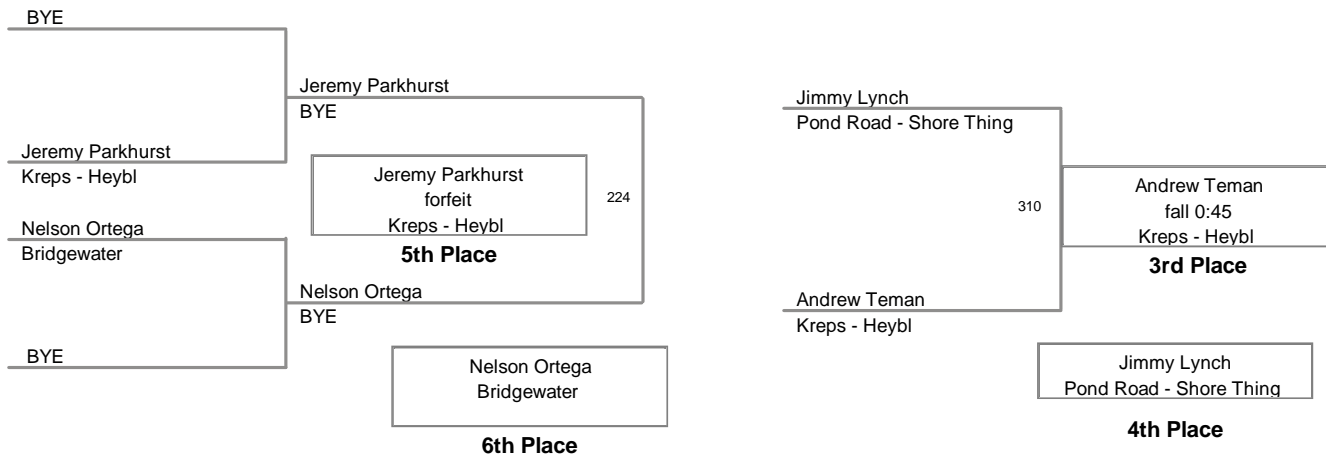 BYE
Jeremy Parkhurst
BYE
Jeremy Parkhurst
Kreps - Heybl
Jeremy Parkhurst
forfeit
Kreps - Heybl
5th Place
224
Nelson Ortega
Bridgewater
Nelson Ortega
BYE
BYE
Nelson Ortega
Bridgewater
6th Place
Jimmy Lynch
Pond Road - Shore Thing
310
Andrew Teman
fall 0:45
Kreps - Heybl
3rd Place
Andrew Teman
Kreps - Heybl
Jimmy Lynch
Pond Road - Shore Thing
4th Place